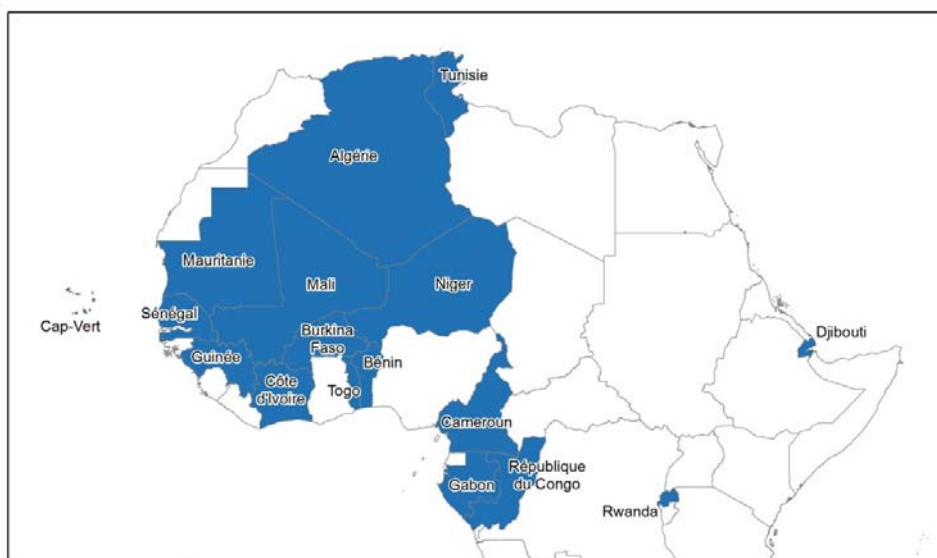 Tunisie
Algérie
Mauritanie
Mali
Niger
Cap-Vert
Sénégal
Burkina
Faso
Djibouti
Guinée
Bénin
Côte
d'Ivoire
Togo
Cameroun
République
du Congo
Gabon
Rwanda